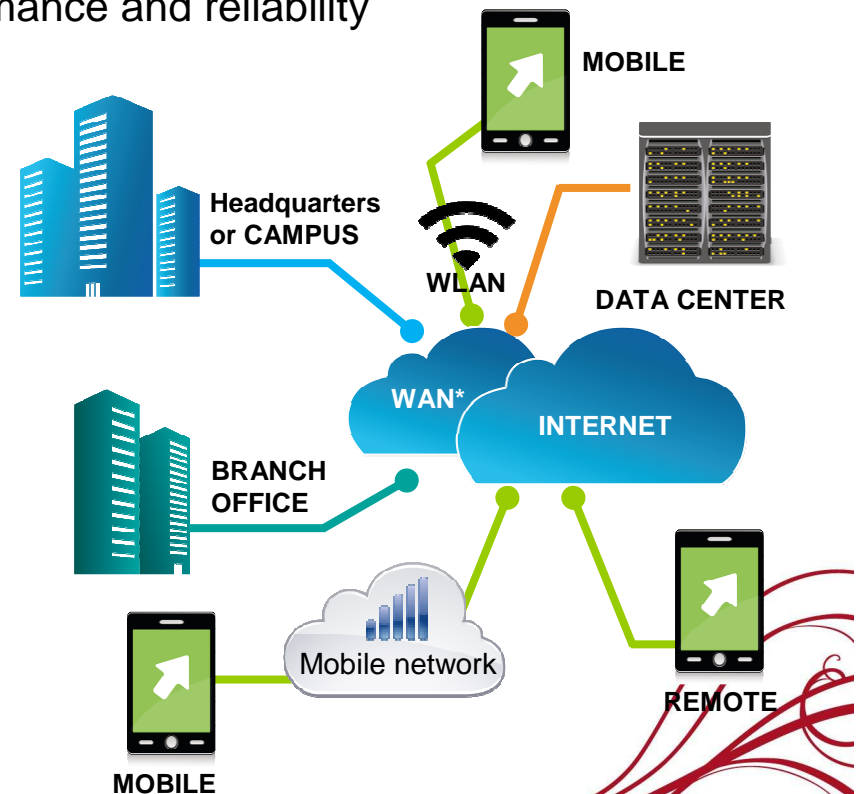 mance and reliability
MOBILE
Headquarters
or CAMPUS
WLAN
DATA CENTER
WAN*
INTERNET
BRANCH
OFFICE
Mobile network
REMOTE
MOBILE